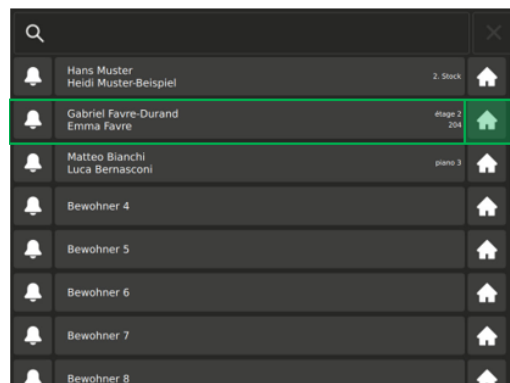 Hans Muster
Heidi Muster-Beispiel
2. Stock
Gabriel Favre-Durand
Emma Favre
étage 2
204
Matteo Bianchi
Luca Bernasconi
piano 3
Bewohner 4
Bewohner 5
Bewohner 6
Bewohner 7
Bewohner 8